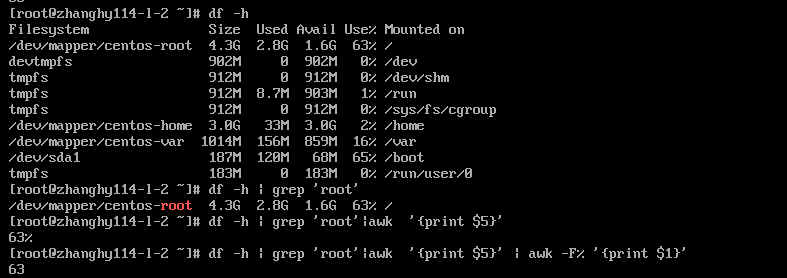 [root@zhanghy114-l-2 ~]# df -h
Filesystem Size Used Avail Use% Mounted on
/dev/mapper/centos-root 4.3G 2.8G 1.6G 63% /
devtmpfs 902M 0 902M 0% /dev
tmpfs 912M 0 912M 0% /dev/shm
tmpfs 912M 8.7M 903M 1% /run
tmpfs 912M 0 912M 0% /sys/fs/cgroup
/dev/mapper/centos-home 3.0G 33M 3.0G 2% /home
/dev/mapper/centos-var 1014M 156M 859M 16% /var
/dev/sda1 187M 120M 68M 65% /boot
tmpfs 183M 0 183M 0% /run/user/0
[root@zhanghy114-l-2 ~]# df -h | grep 'root'
/dev/mapper/centos-root 4.3G 2.8G 1.6G 63% /
[root@zhanghy114-l-2 ~]# df -h | grep 'root'|awk  '{print $5}'
63%
[root@zhanghy114-l-2 ~]# df -h | grep 'root'|awk  '{print $5}' | awk -F% '{print $1}'
63